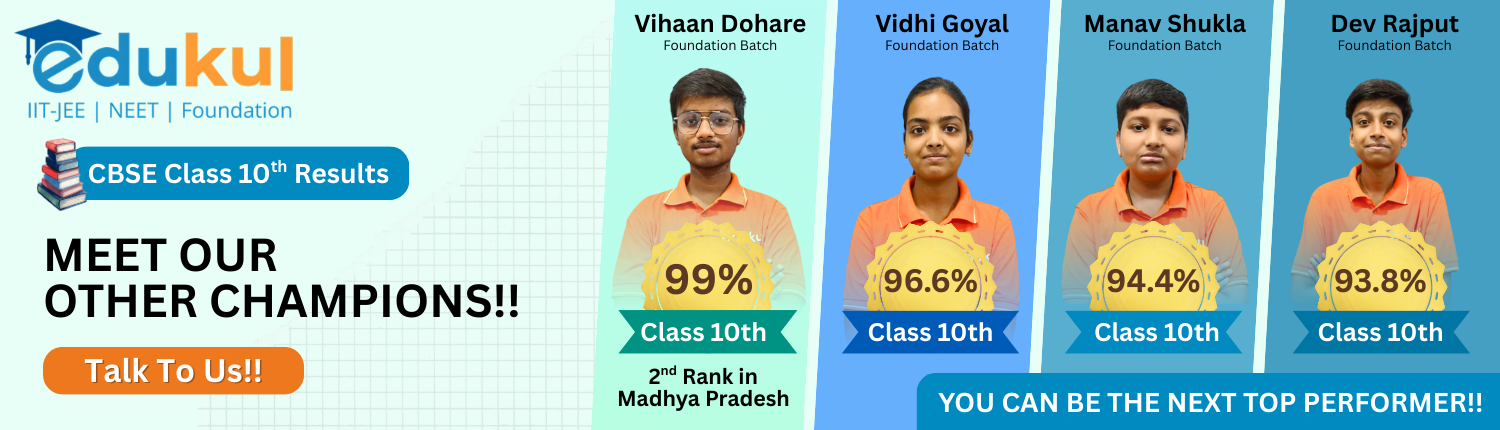 edukul
IIT-JEE | NEET | Foundation
CBSE Class 10th Results
MEET OUR
OTHER CHAMPIONS!!
Talk To Us!!
Vihaan Dohare
Foundation Batch
99%
Class 10th
2nd Rank in
Madhya Pradesh
Vidhi Goyal
Foundation Batch
96.6%
Class 10th
Manav Shukla
Foundation Batch
94.4%
Class 10th
Dev Rajput
Foundation Batch
93.8%
Class 10th
YOU CAN BE THE NEXT TOP PERFORMER!!